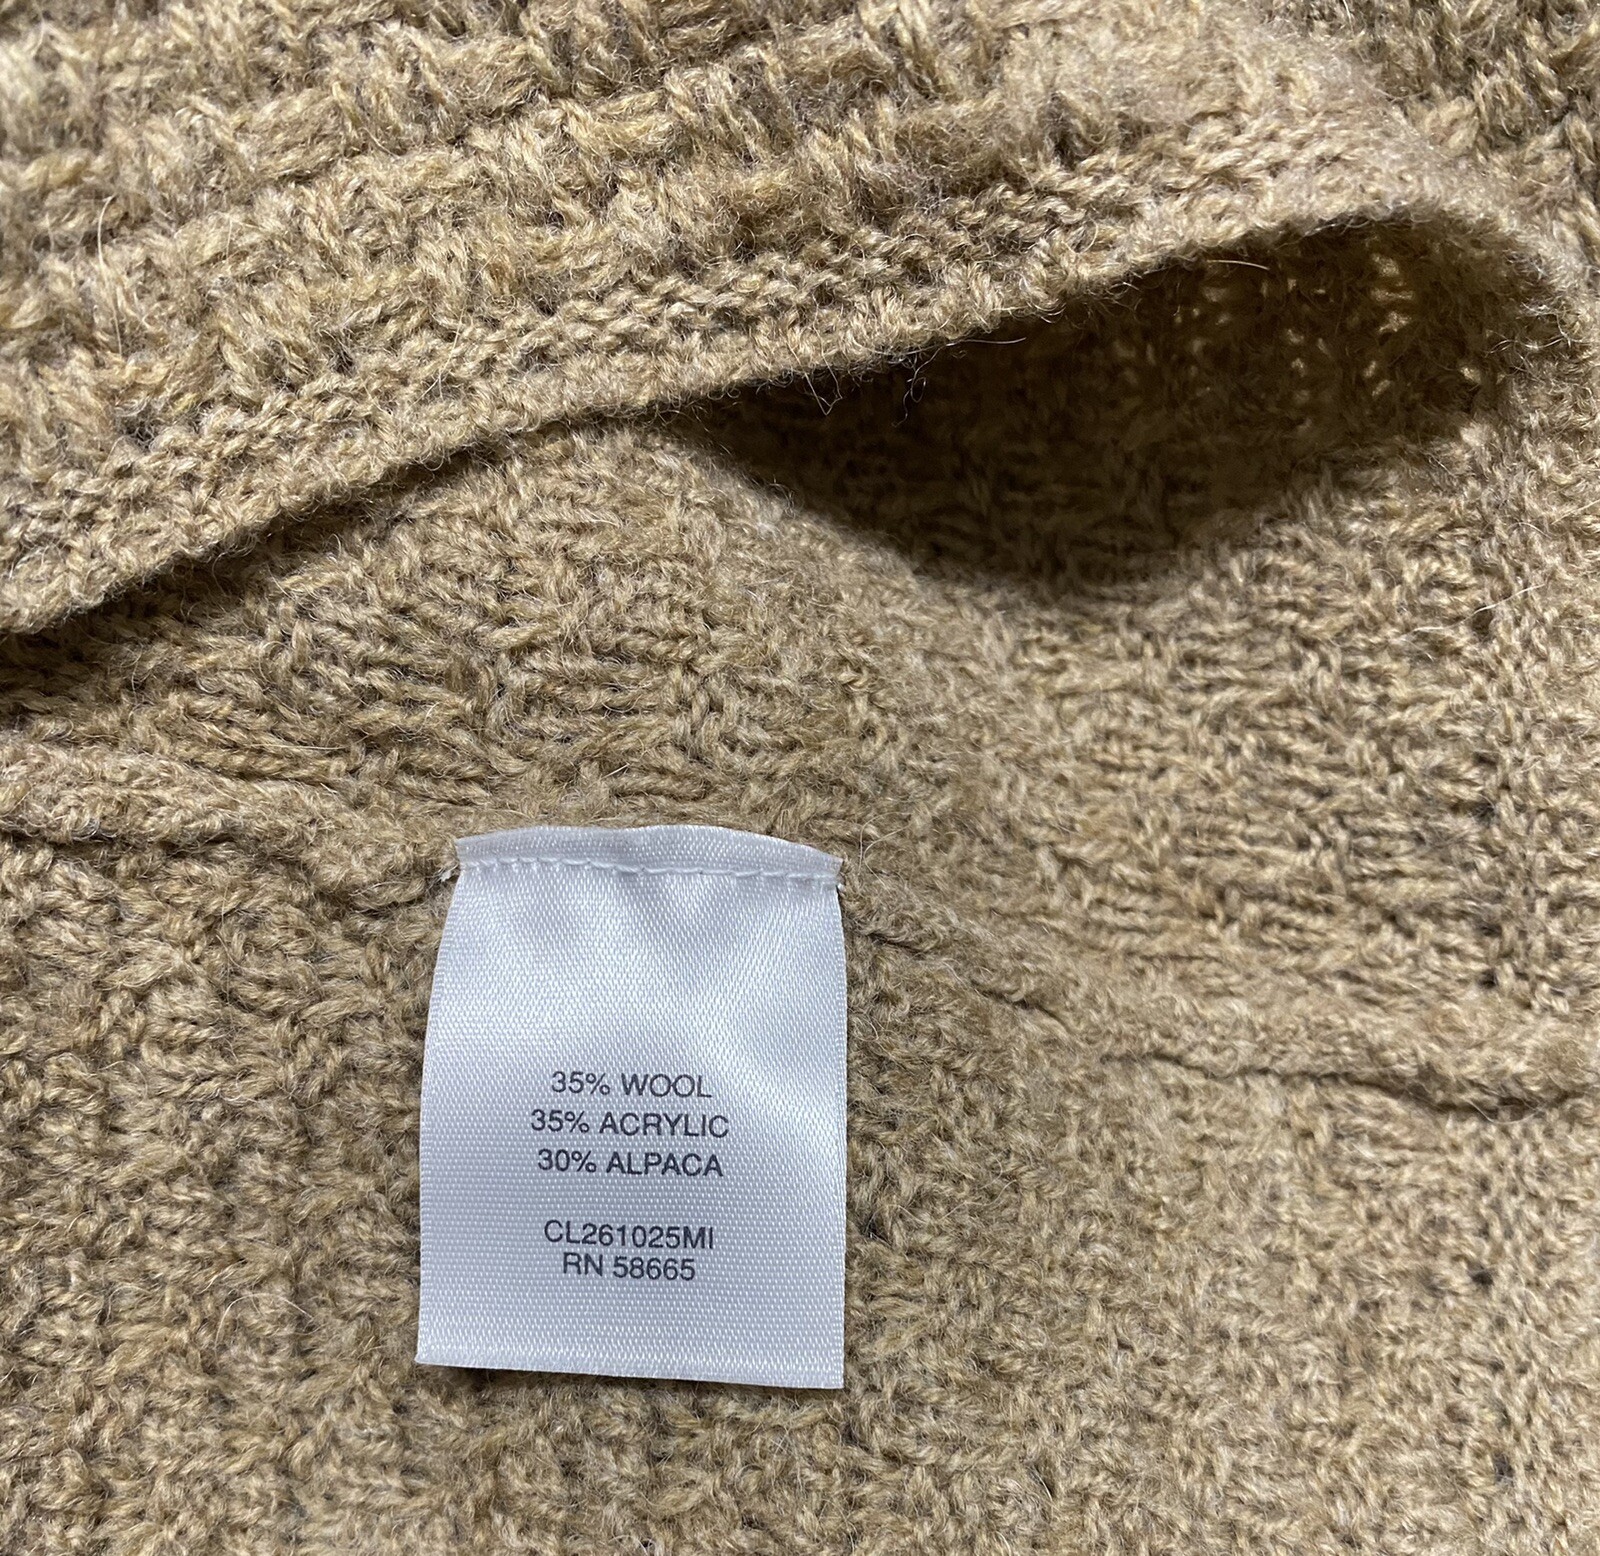 35% WOOL
35% ACRYLIC
30% ALPACA
CL261025MI
RN 58665